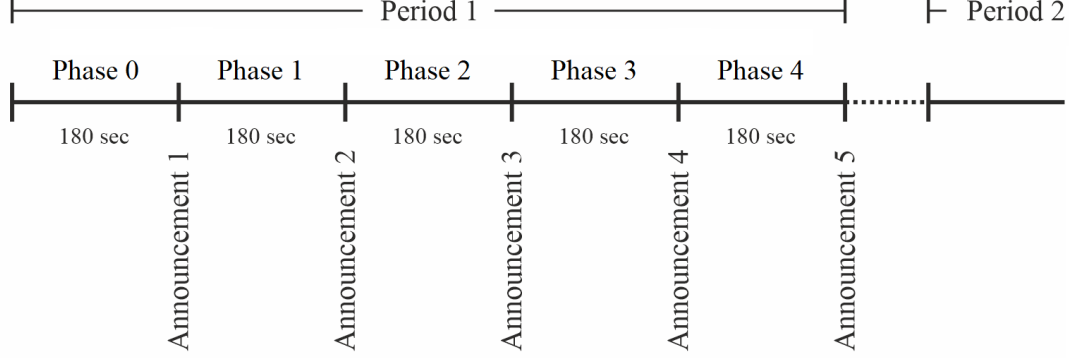 Period 1
Period 2
Phase 0
Phase 1
Phase 2
Phase 3
Phase 4
180 sec
180 sec
180 sec
180 sec
180 sec
Announcement 1
Announcement 2
Announcement 3
Announcement 4
Announcement 5